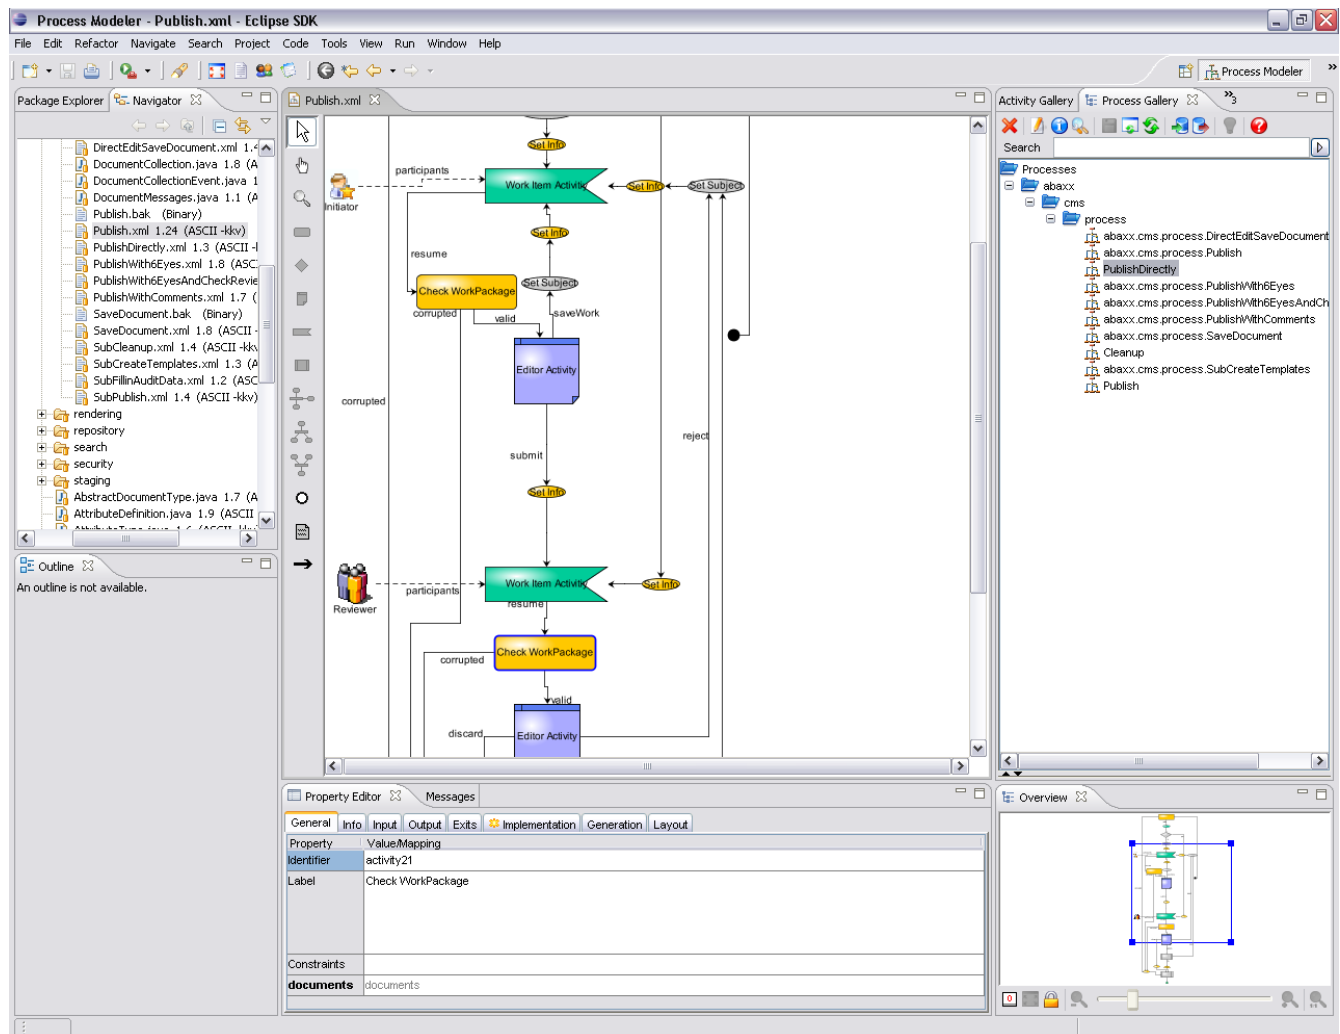 Process Modeler - Publish.xml - Eclipse SDK
File Edit Refactor Navigate Search Project Code Tools View Run Window Help
Process Modeler
Package Explorer Navigator
DirectEditSaveDocument.xml 1.4
DocumentCollection.java 1.8 (A
DocumentCollectionEvent.java 1
DocumentMessages.java 1.1 (A
Publish.bak (Binary)
Publish.xml 1.24 (ASCII -kkv)
PublishDirectly.xml 1.3 (ASCII -l
PublishWith6Eyes.xml 1.8 (ASC
PublishWith6EyesAndCheckRevie
PublishWithComments.xml 1.7 (
SaveDocument.bak (Binary)
SaveDocument.xml 1.8 (ASCII -
SubCleanup.xml 1.4 (ASCII -kkv
SubCreateTemplates.xml 1.3 (A
SubFillinAuditData.xml 1.2 (ASC
SubPublish.xml 1.4 (ASCII -kkv)
rendering
repository
search
security
staging
AbstractDocumentType.java 1.7 (A
AttributeDefinition.java 1.9 (ASCII
Outline
An outline is not available.
Publish.xml
Set Info
participants
Work Item Activity
Set Info
Set Subject
Initiator
Set Info
resume
Set Subject
Check WorkPackage
corrupted
valid
saveWork
Editor Activity
corrupted
reject
submit
Set Info
Work Item Activity
Set Info
participants
Reviewer
resume
Check WorkPackage
corrupted
valid
discard
Editor Activity
Activity Gallery Process Gallery 3
Search
Processes
abaxx
cms
process
abaxx.cms.process.DirectEditSaveDocument
abaxx.cms.process.Publish
PublishDirectly
abaxx.cms.process.PublishWith6Eyes
abaxx.cms.process.PublishWith6EyesAndCh
abaxx.cms.process.PublishWithComments
abaxx.cms.process.SaveDocument
Cleanup
abaxx.cms.process.SubCreateTemplates
Publish
Property Editor Messages
General Info Input Output Exits Implementation Generation Layout
Property Value/Mapping
Identifier activity21
Label Check WorkPackage
Constraints
documents documents
Overview